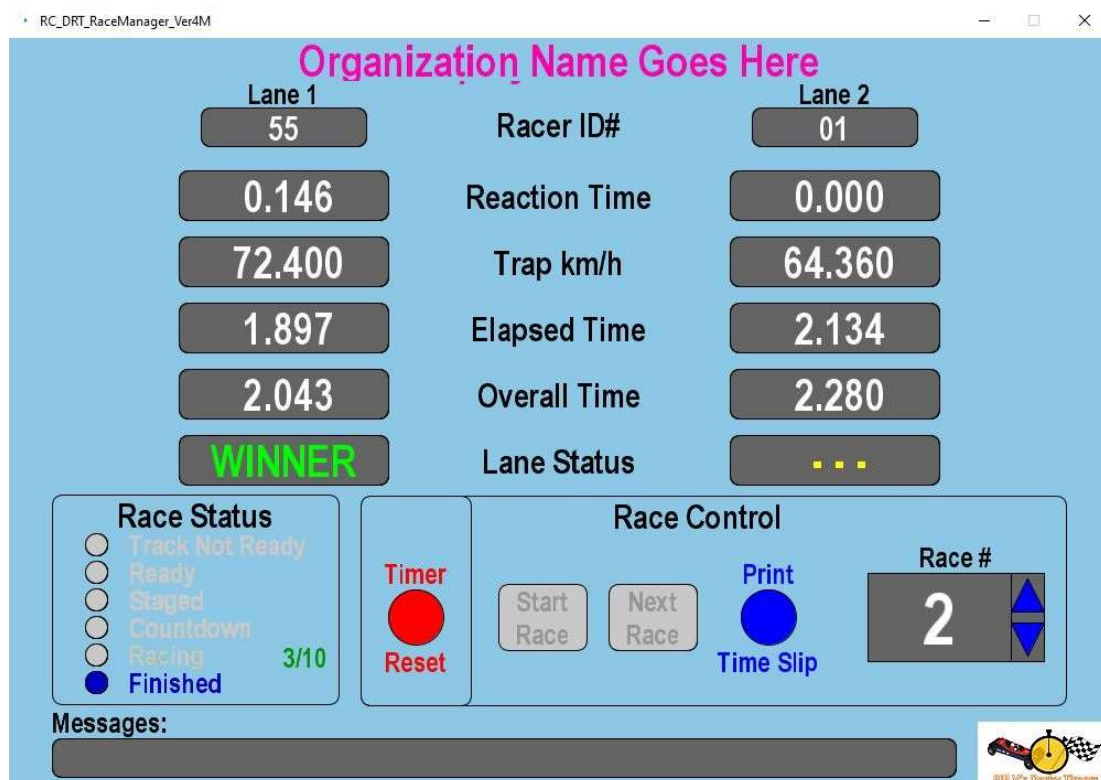 RC_DRT_RaceManager_Ver4M
Organization Name Goes Here
Lane 1 Lane 2
55 Racer ID# 01
0.146 Reaction Time 0.000
72.400 Trap km/h 64.360
1.897 Elapsed Time 2.134
2.043 Overall Time 2.280
WINNER Lane Status - - -
Race Status
Track Not Ready
Ready
Staged
Countdown
Racing 3/10
Finished
Timer
Reset
Race Control
Start
Race
Next
Race
Print
Time Slip
Race #
2
Messages: